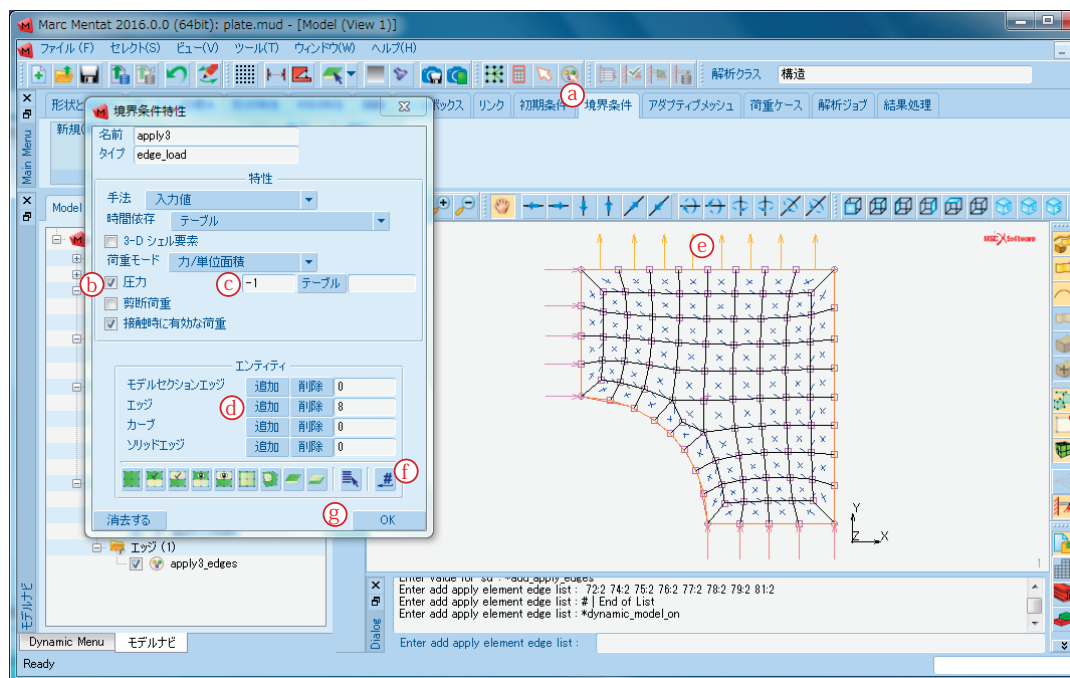 Marc Mentat 2016.0.0 (64bit): plate.mud - [Model (View 1)]
ファイル (F) セレクト(S) ビュー(V) ツール(T) ウィンドウ(W) ヘルプ(H)
解析クラス 構造
a
形状と ボックス リンク 初期条件 境界条件 アダプティブメッシュ 荷重ケース 解析ジョブ 結果処理
Main Menu
新規(
境界条件特性
名前 apply3
タイプ edge_load
特性
手法 入力値
時間依存 テーブル
3-D シェル要素
荷重モード 力/単位面積
b 圧力 c -1 テーブル
剪断荷重
接触時に有効な荷重
エンティティ
モデルセクションエッジ 追加 削除 0
エッジ d 追加 削除 8
カーブ 追加 削除 0
ソリッドエッジ 追加 削除 0
f
#
消去する g OK
Model
エッジ (1)
apply3_edges
モデルナビ
Dynamic Menu モデルナビ
Ready
e
MSC Software
Y
Z X
1
Dialog
Enter value for sd : *add_apply_edges
Enter add apply element edge list : 72:2 74:2 75:2 76:2 77:2 78:2 79:2 81:2
Enter add apply element edge list : # | End of List
Enter add apply element edge list : *dynamic_model_on
Enter add apply element edge list :